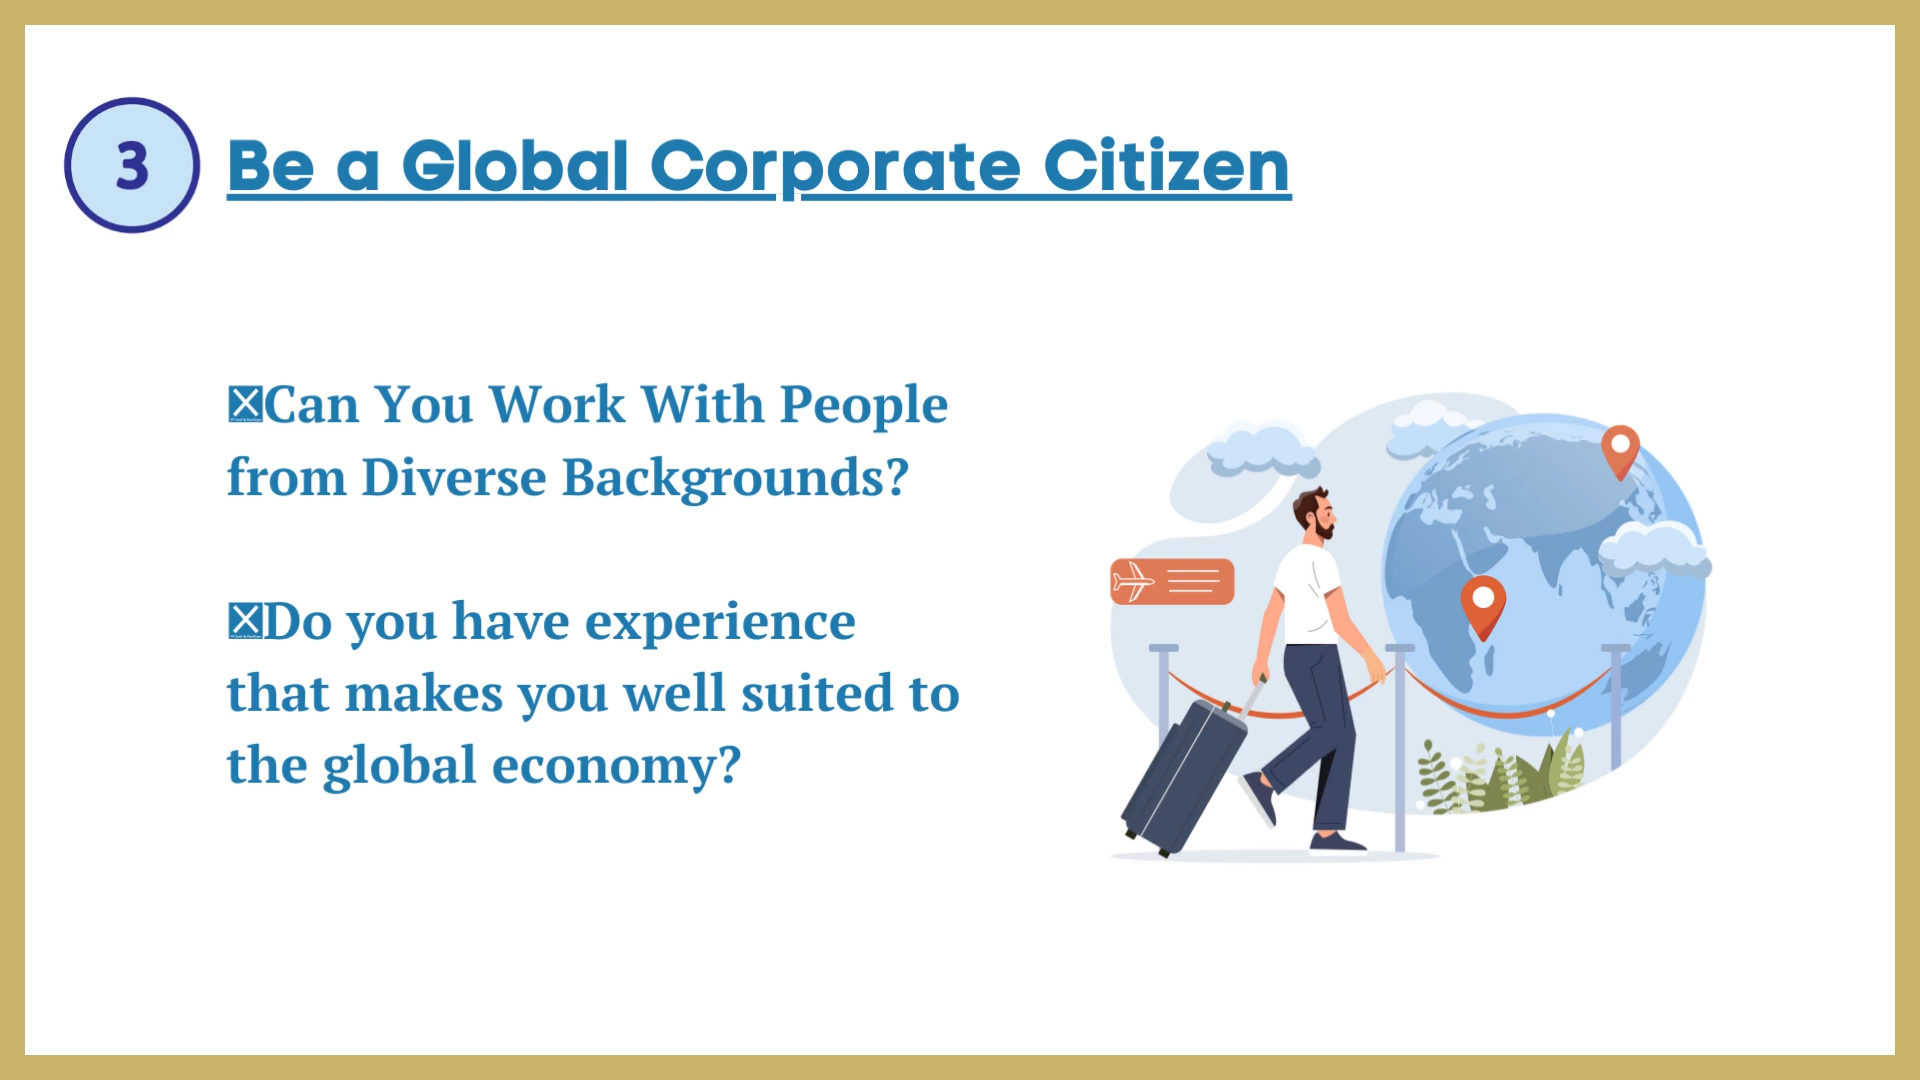 3
Be a Global Corporate Citizen
☒Can You Work With People
from Diverse Backgrounds?
☒Do you have experience
that makes you well suited to
the global economy?